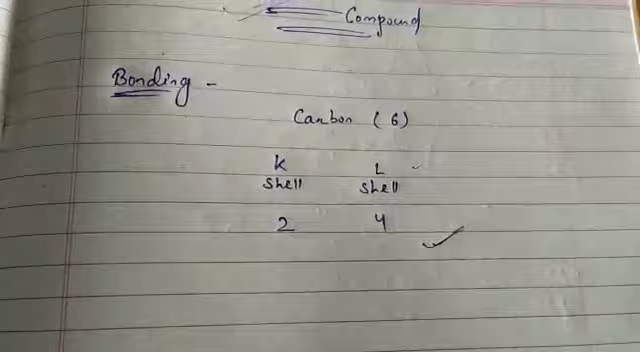 Compound
Bonding -
Carbon (6)
K L
shell shell
2 4